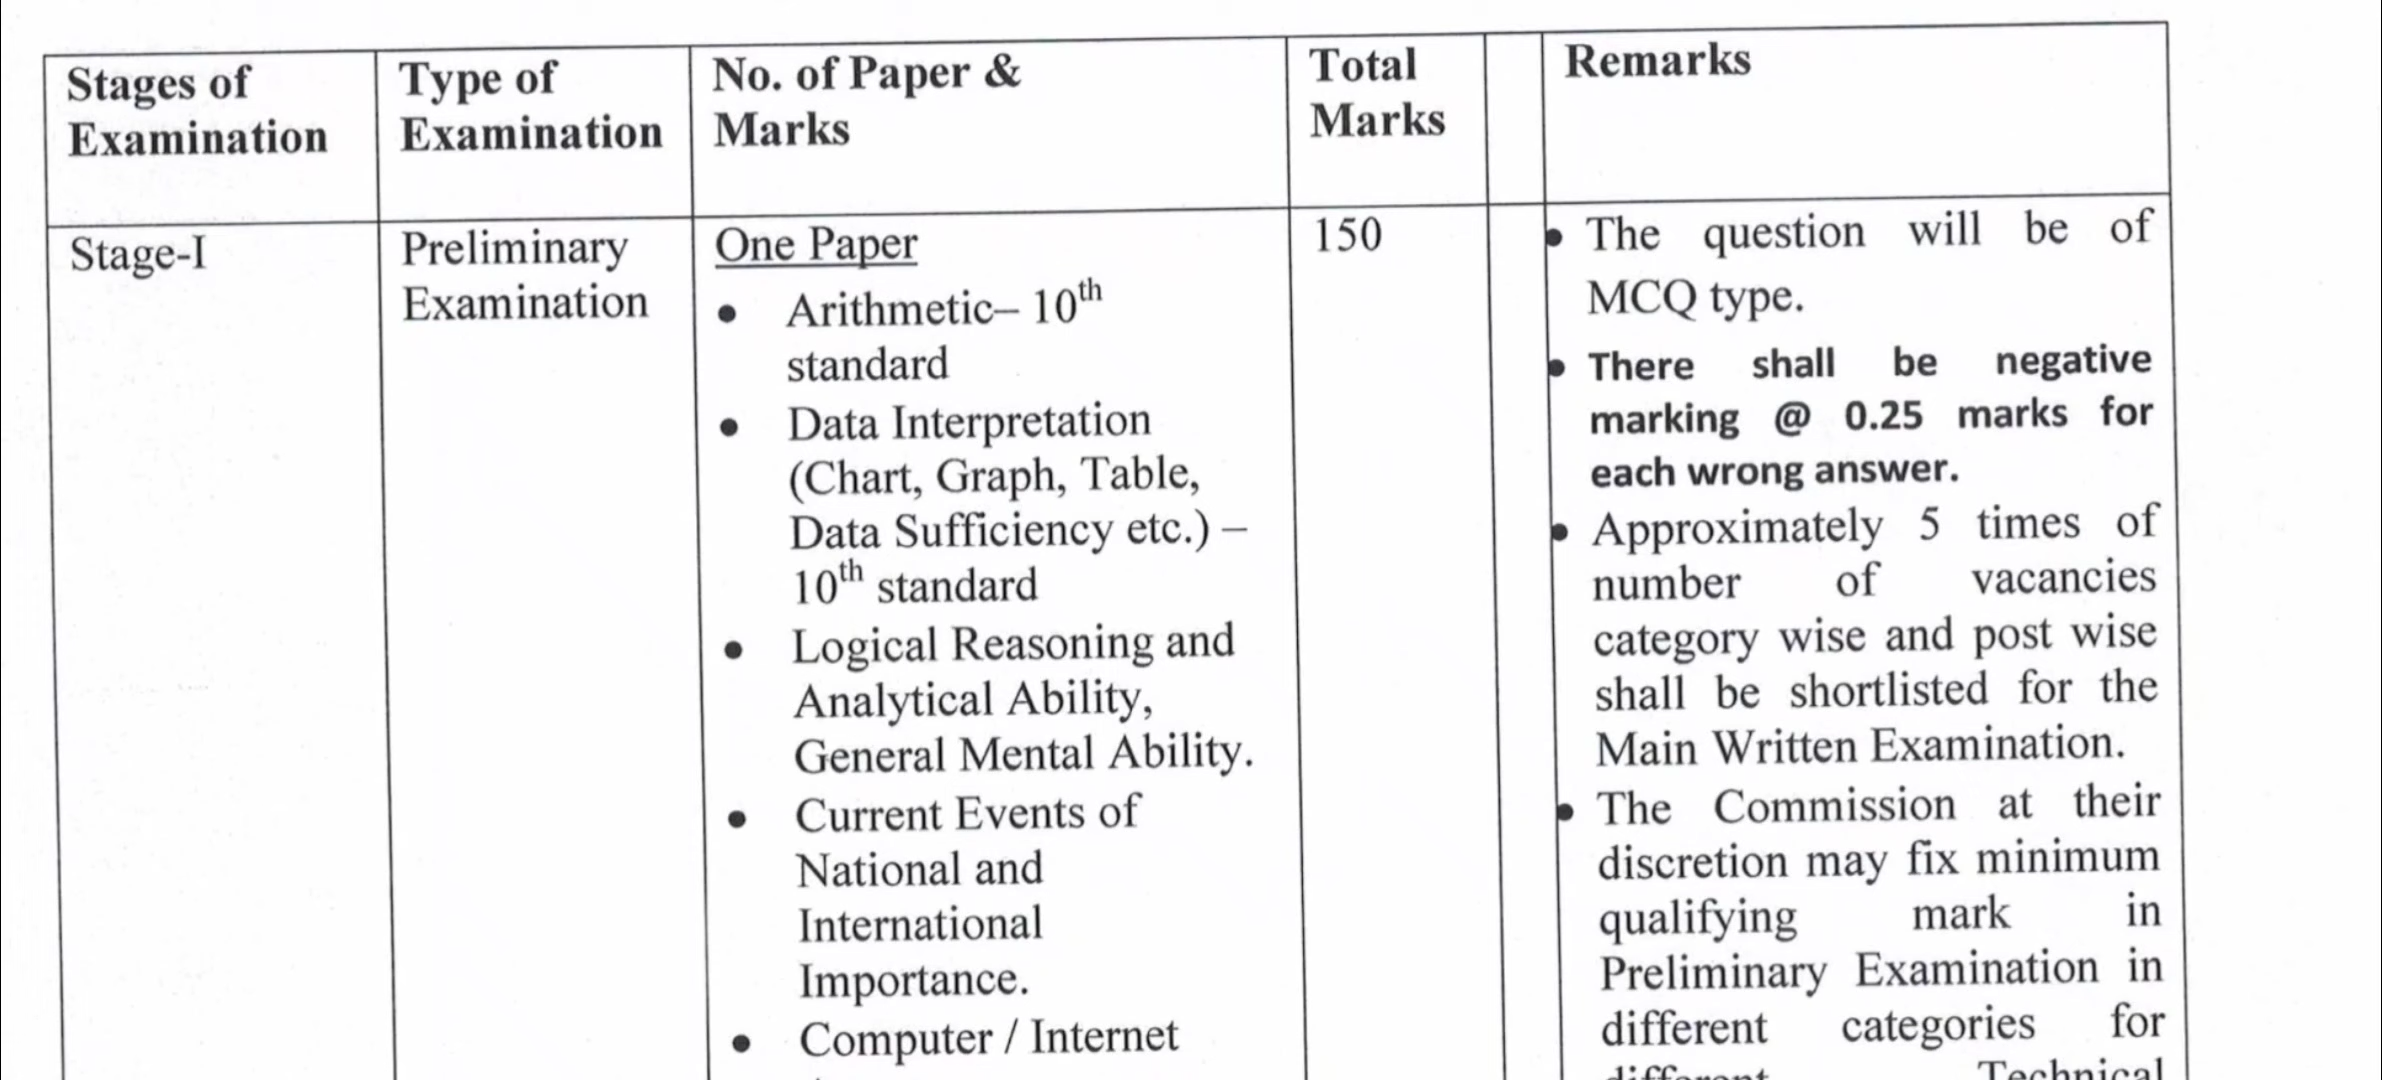 Stages of
Examination
Type of
Examination
No. of Paper &
Marks
Total
Marks
Remarks
Stage-I
Preliminary
Examination
One Paper
• Arithmetic– 10th
standard
• Data Interpretation
(Chart, Graph, Table,
Data Sufficiency etc.) –
10th standard
• Logical Reasoning and
Analytical Ability,
General Mental Ability.
• Current Events of
National and
International
Importance.
• Computer / Internet
150
• The question will be of
MCQ type.
• There shall be negative
marking @ 0.25 marks for
each wrong answer.
• Approximately 5 times of
number of vacancies
category wise and post wise
shall be shortlisted for the
Main Written Examination.
• The Commission at their
discretion may fix minimum
qualifying mark in
Preliminary Examination in
different categories for
different Technical